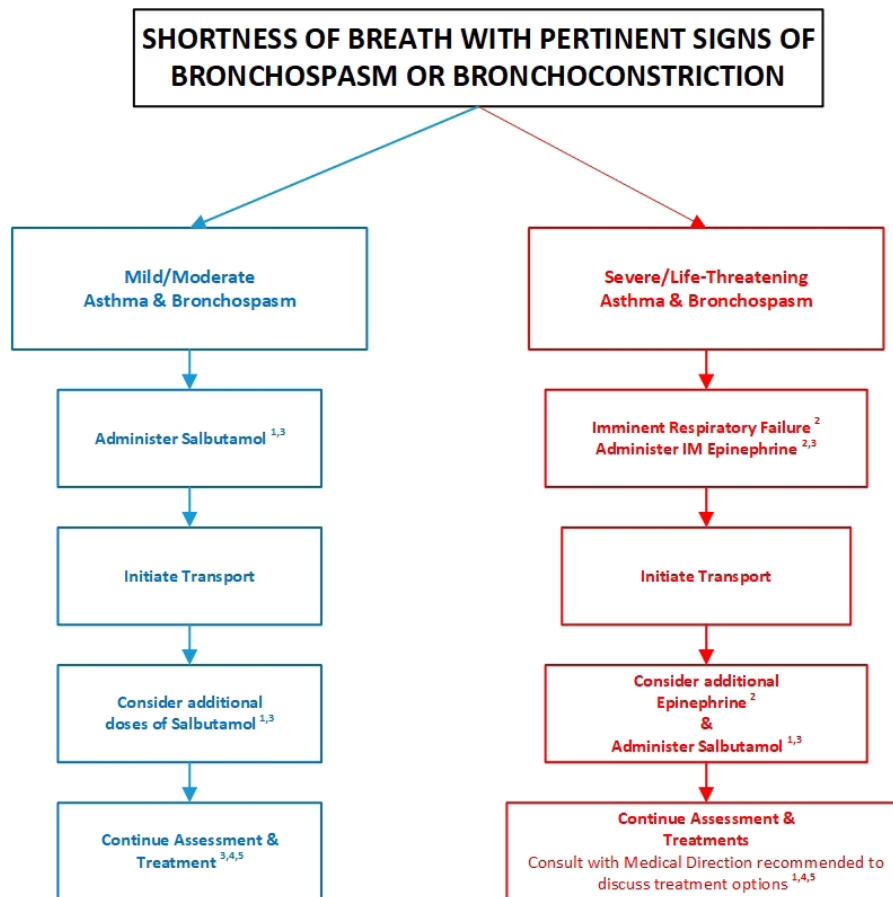 SHORTNESS OF BREATH WITH PERTINENT SIGNS OF
BRONCHOSPASM OR BRONCHOCONSTRICTION
Mild/Moderate
Asthma & Bronchospasm
Administer Salbutamol 1,3
Initiate Transport
Consider additional
doses of Salbutamol 1,3
Continue Assessment &
Treatment 3,4,5
Severe/Life-Threatening
Asthma & Bronchospasm
Imminent Respiratory Failure 2
Administer IM Epinephrine 2,3
Initiate Transport
Consider additional
Epinephrine 2
&
Administer Salbutamol 1,3
Continue Assessment &
Treatments
Consult with Medical Direction recommended to
discuss treatment options 1,4,5